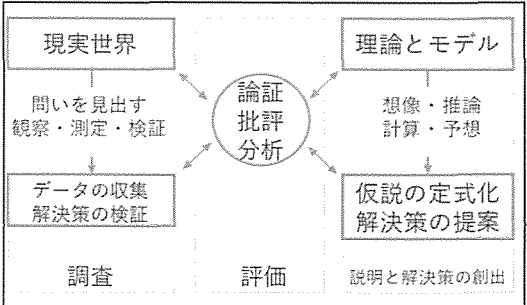 現実世界
問いを見出す
観察・測定・検証
データの収集
解決策の検証
調査
論証
批評
分析
評価
理論とモデル
想像・推論
計算・予想
仮説の定式化
解決策の提案
説明と解決策の創出